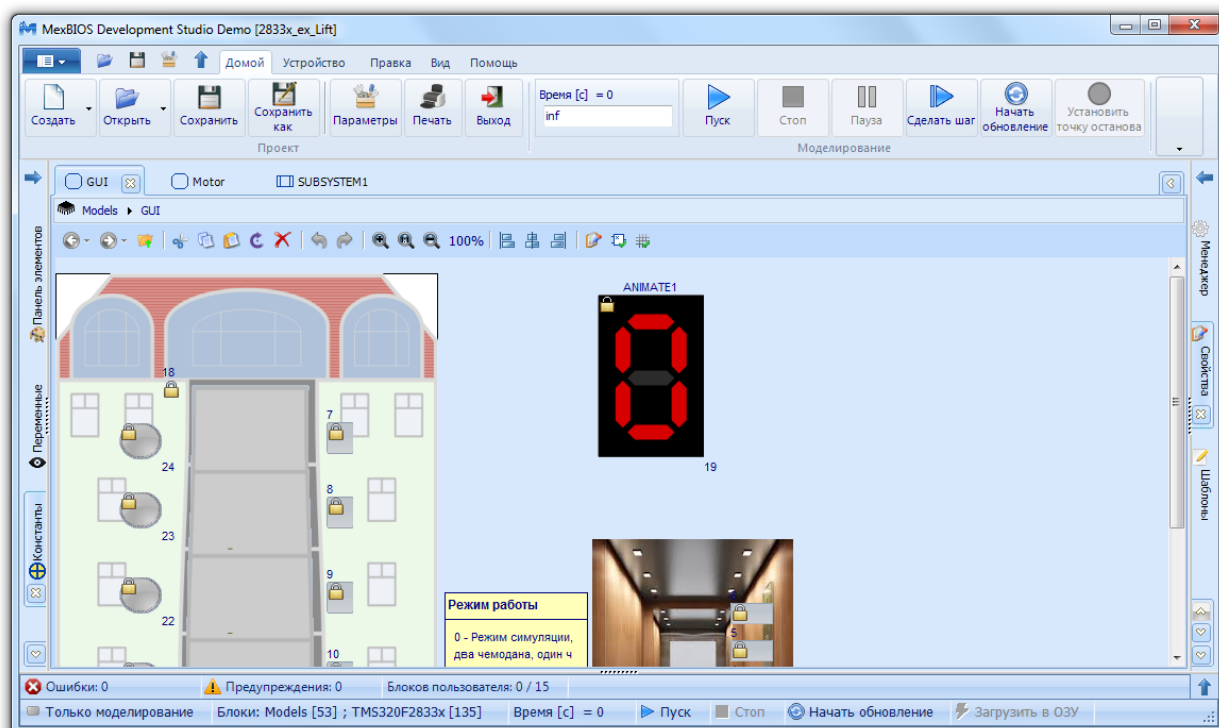 MexBIOS Development Studio Demo [2833x_ex_Lift]
Домой Устройство Правка Вид Помощь
Создать Открыть Сохранить Сохранить как Параметры Печать Выход
Время [с] = 0
inf
Пуск Стоп Пауза Сделать шаг Начать обновление Установить точку останова
Проект Моделирование
GUI Motor SUBSYSTEM1
Models GUI
100%
Панель элементов
Переменные
Константы
Менеджер
Свойства
Шаблоны
ANIMATE1
0
19
18
7
24
8
23
9
22
10
Режим работы
0 - Режим симуляции,
два чемодана, один ч
5
Ошибки: 0 Предупреждения: 0 Блоков пользователя: 0 / 15
Только моделирование Блоки: Models [53] ; TMS320F2833x [135] Время [с] = 0 Пуск Стоп Начать обновление Загрузить в ОЗУ